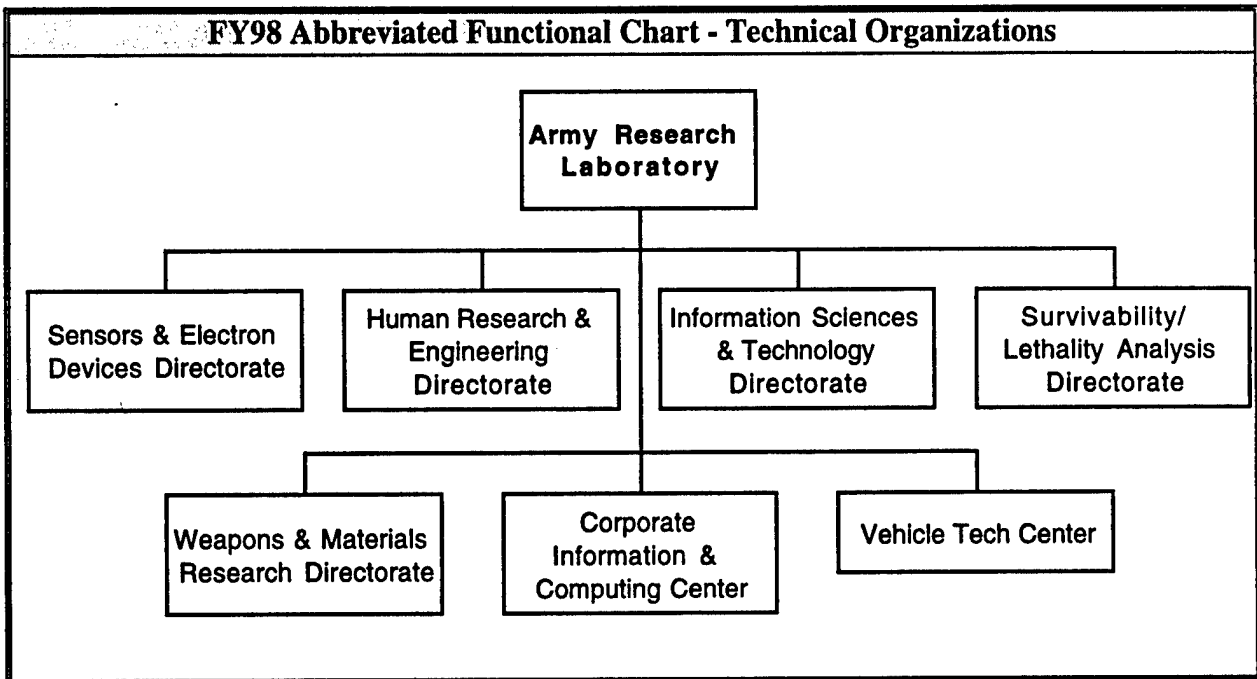 FY98 Abbreviated Functional Chart - Technical Organizations
Army Research
Laboratory
Sensors & Electron
Devices Directorate
Human Research &
Engineering
Directorate
Information Sciences
& Technology
Directorate
Survivability/
Lethality Analysis
Directorate
Weapons & Materials
Research Directorate
Corporate
Information &
Computing Center
Vehicle Tech Center